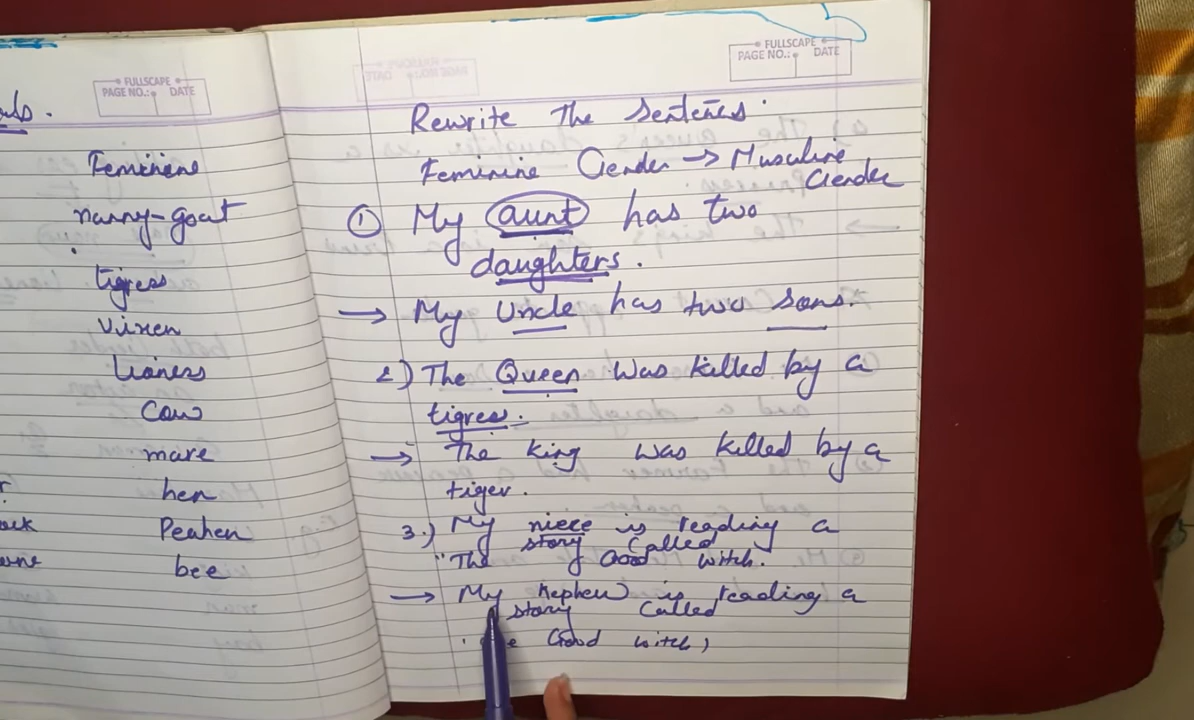 FULLSCAPE
PAGE NO.: DATE
Feminene
nanny-goat
tigress
Vixen
Lioness
Cow
mare
hen
Peahen
bee
FULLSCAPE
PAGE NO.: DATE
Rewrite The Sentences.
Feminine Gender → Musculine
Gender
① My aunt has two
daughters.
→ My Uncle has two sons.
2) The Queen was killed by a
tigress.
→ The king was killed by a
tiger.
3.) My niece is reading a
story called
"The Good witch.
→ My Nephew is reading a
story Called
Good witch,